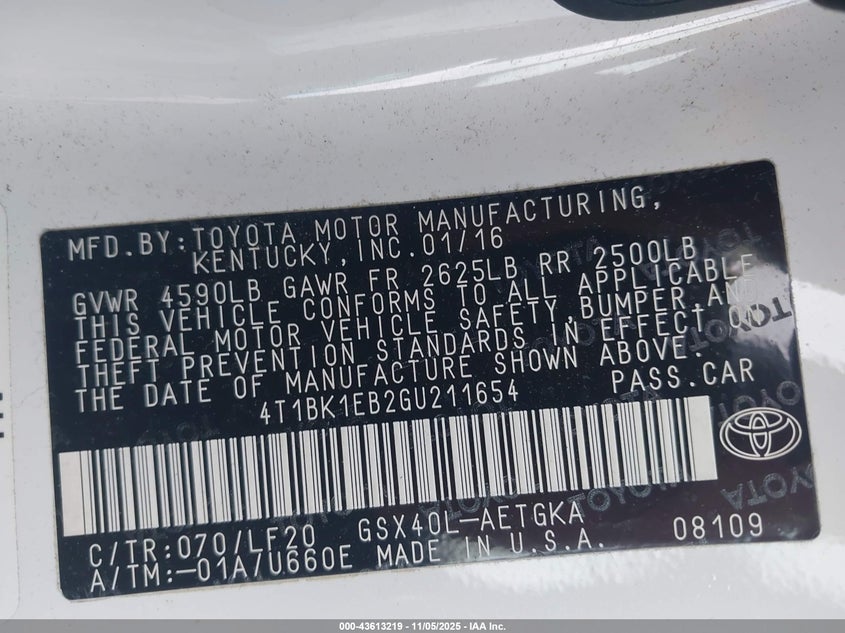 MFD.BY:TOYOTA MOTOR MANUFACTURING,
KENTUCKY,INC.01/16
GVWR 4590LB GAWR FR 2625LB RR 2500LB
THIS VEHICLE CONFORMS TO ALL APPLICABLE
FEDERAL MOTOR VEHICLE SAFETY,BUMPER,AND
THEFT PREVENTION STANDARDS IN EFFECT ON
THE DATE OF MANUFACTURE SHOWN ABOVE.
4T1BK1EB2GU211654 PASS.CAR
C/TR:070/LF20 GSX40L-AETGKA
A/TM:-01A/U660E MADE IN U.S.A. 08109
TOYOTA
000-43613219 - 11/05/2025 - IAA Inc.